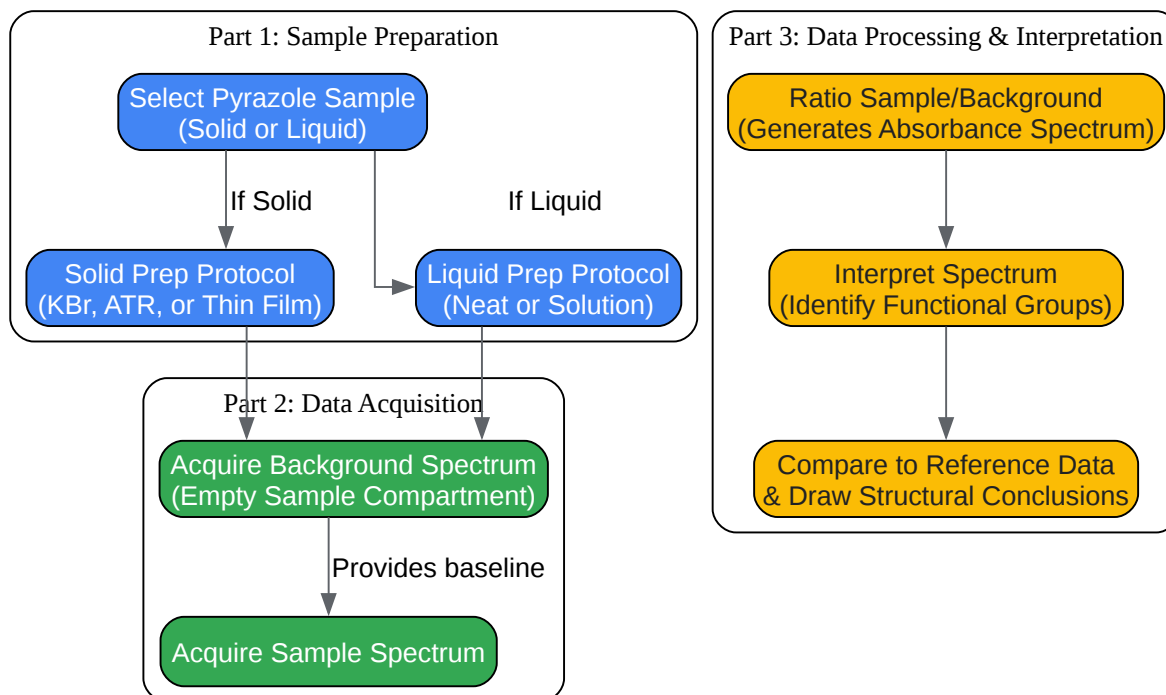 Part 1: Sample Preparation
Select Pyrazole Sample
(Solid or Liquid)
If Solid
If Liquid
Solid Prep Protocol
(KBr, ATR, or Thin Film)
Liquid Prep Protocol
(Neat or Solution)
Part 2: Data Acquisition
Acquire Background Spectrum
(Empty Sample Compartment)
Provides baseline
Acquire Sample Spectrum
Part 3: Data Processing & Interpretation
Ratio Sample/Background
(Generates Absorbance Spectrum)
Interpret Spectrum
(Identify Functional Groups)
Compare to Reference Data
& Draw Structural Conclusions